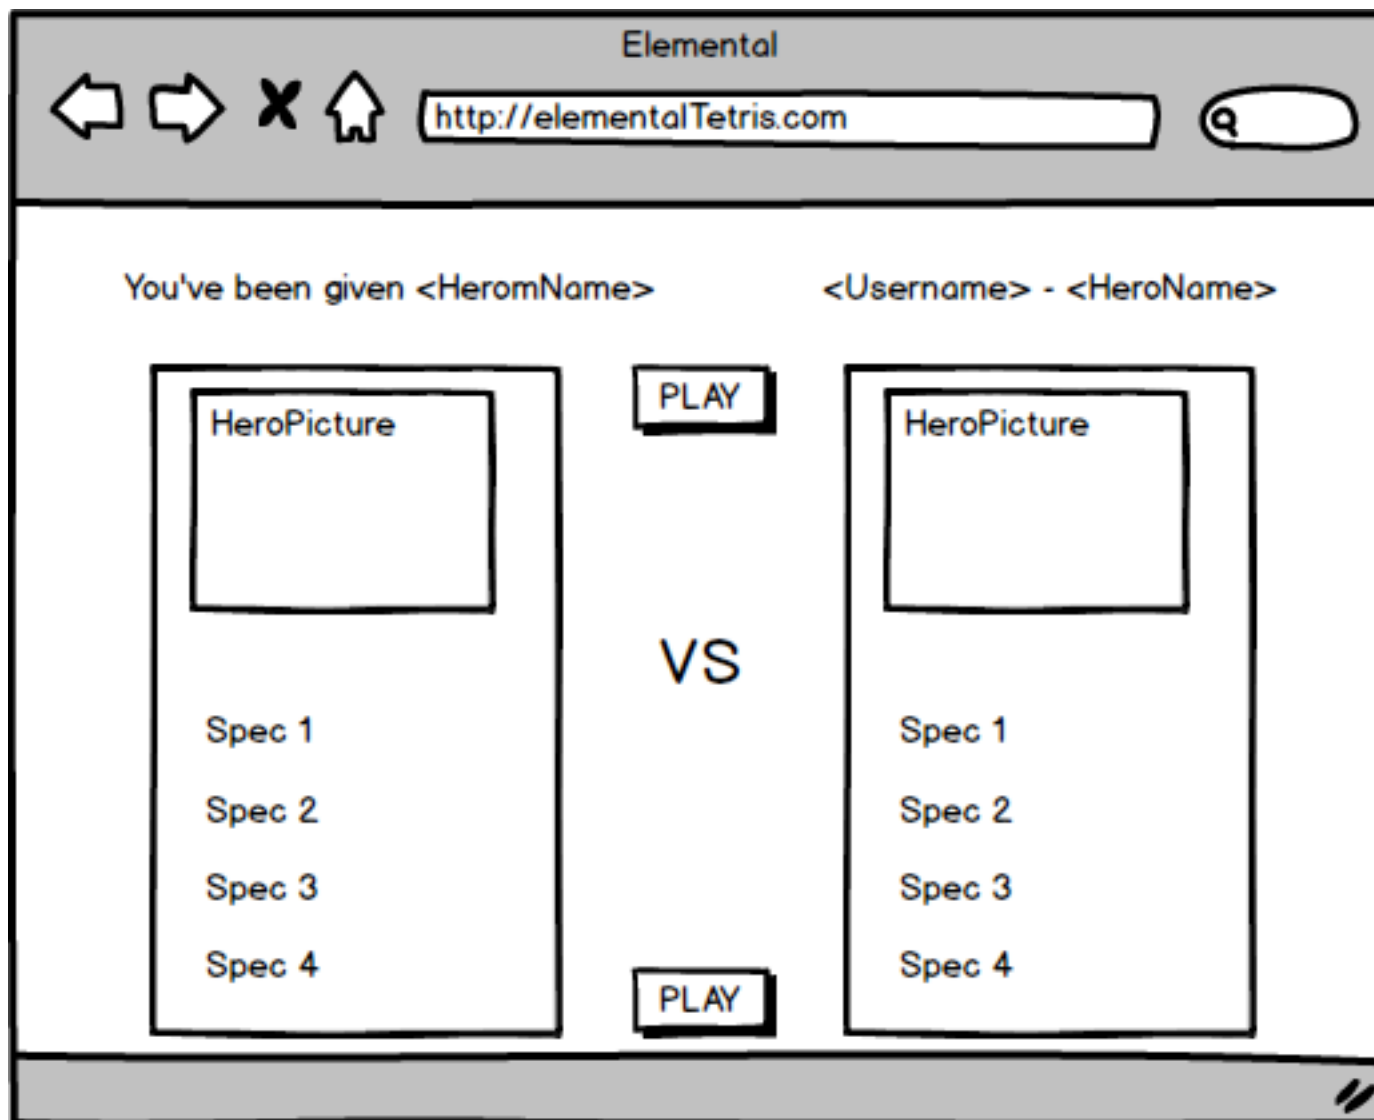 Elemental
http://elementalTetris.com
You've been given <HeromName>
<Username> - <HeroName>
HeroPicture
PLAY
HeroPicture
VS
Spec 1
Spec 1
Spec 2
Spec 2
Spec 3
Spec 3
Spec 4
Spec 4
PLAY